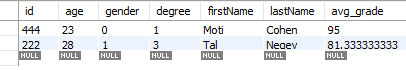 id age gender degree firstName lastName avg_grade
444 23 0 1 Moti Cohen 95
222 28 1 3 Tal Negev 81.333333333
NULL NULL NULL NULL NULL NULL NULL